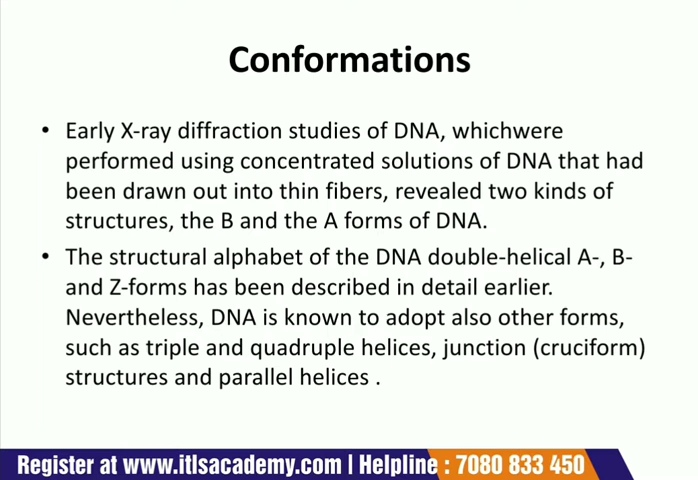 Conformations
• Early X-ray diffraction studies of DNA, whichwere
performed using concentrated solutions of DNA that had
been drawn out into thin fibers, revealed two kinds of
structures, the B and the A forms of DNA.
• The structural alphabet of the DNA double-helical A-, B-
and Z-forms has been described in detail earlier.
Nevertheless, DNA is known to adopt also other forms,
such as triple and quadruple helices, junction (cruciform)
structures and parallel helices .
Register at www.itlsacademy.com | Helpline : 7080 833 450